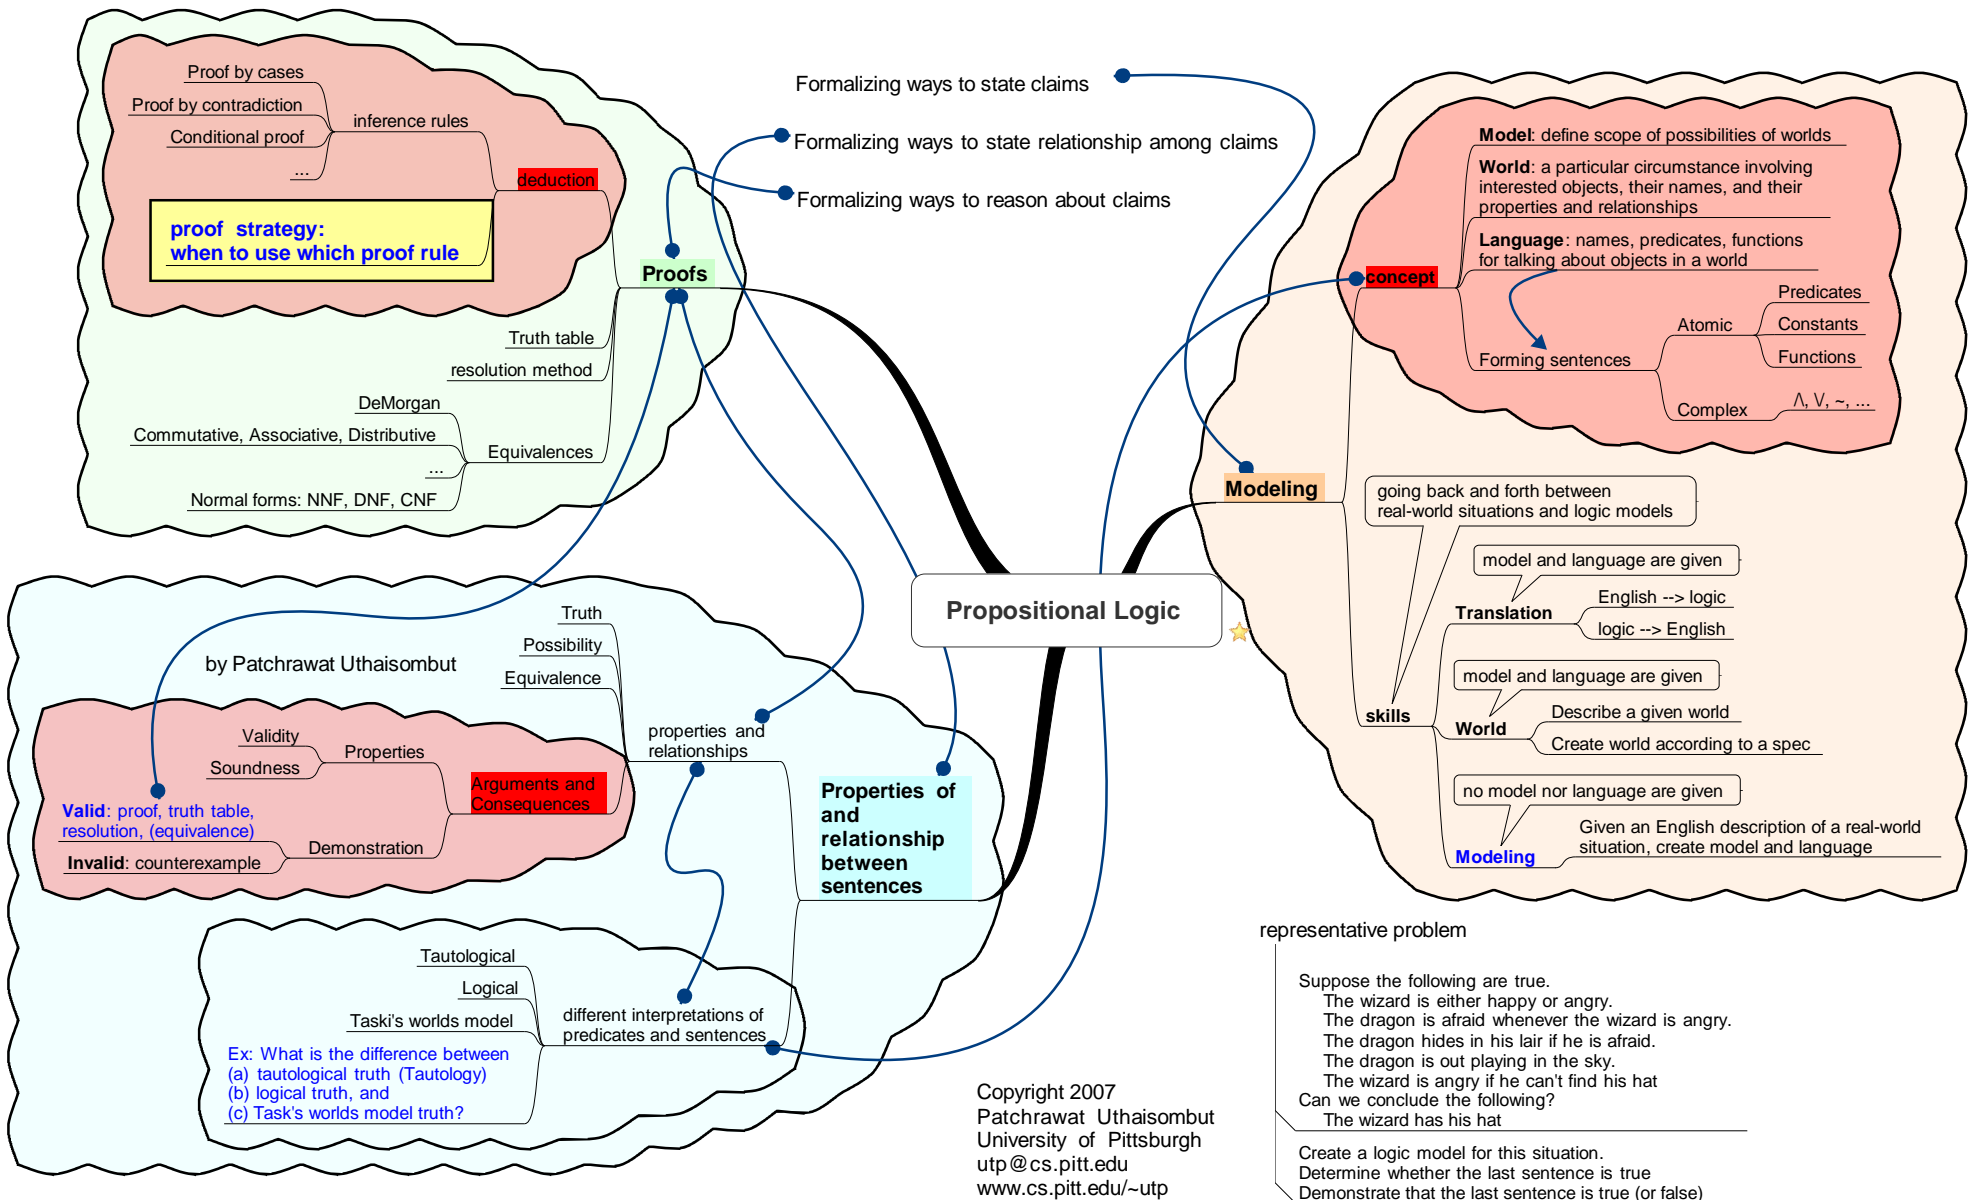 Formalizing ways to state claims
Formalizing ways to state relationship among claims
Formalizing ways to reason about claims
Proof by cases
Proof by contradiction
Conditional proof
...
inference rules
deduction
proof strategy:
when to use which proof rule
Proofs
Truth table
resolution method
DeMorgan
Commutative, Associative, Distributive
...
Normal forms: NNF, DNF, CNF
Equivalences
Model: define scope of possibilities of worlds
World: a particular circumstance involving
interested objects, their names, and their
properties and relationships
Language: names, predicates, functions
for talking about objects in a world
concept
Forming sentences
Atomic
Predicates
Constants
Functions
Complex
/\, \/, ~, ...
Modeling
going back and forth between
real-world situations and logic models
model and language are given
Translation
English --> logic
logic --> English
model and language are given
skills
World
Describe a given world
Create world according to a spec
no model nor language are given
Modeling
Given an English description of a real-world
situation, create model and language
Propositional Logic
by Patchrawat Uthaisombut
Truth
Possibility
Equivalence
properties and
relationships
Validity
Soundness
Properties
Arguments and
Consequences
Valid: proof, truth table,
resolution, (equivalence)
Invalid: counterexample
Demonstration
Properties of
and
relationship
between
sentences
Tautological
Logical
Taski's worlds model
Ex: What is the difference between
(a) tautological truth (Tautology)
(b) logical truth, and
(c) Task's worlds model truth?
different interpretations of
predicates and sentences
Copyright 2007
Patchrawat Uthaisombut
University of Pittsburgh
utp@cs.pitt.edu
www.cs.pitt.edu/~utp
representative problem
Suppose the following are true.
The wizard is either happy or angry.
The dragon is afraid whenever the wizard is angry.
The dragon hides in his lair if he is afraid.
The dragon is out playing in the sky.
The wizard is angry if he can't find his hat
Can we conclude the following?
The wizard has his hat
Create a logic model for this situation.
Determine whether the last sentence is true
Demonstrate that the last sentence is true (or false)